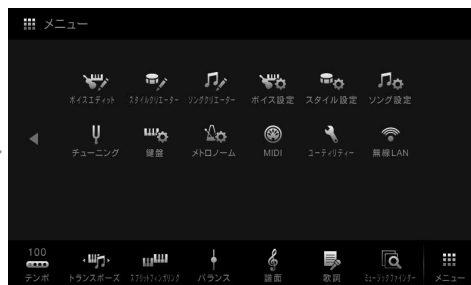 メニュー
ボイスエディット スタイルクリエーター ソングクリエーター ボイス設定 スタイル設定 ソング設定
チューニング 鍵盤 メトロノーム MIDI ユーティリティー 無線LAN
100
テンポ トランスポーズ スプリットフィンガリング バランス 譜面 歌詞 ミュージックファインダー メニュー